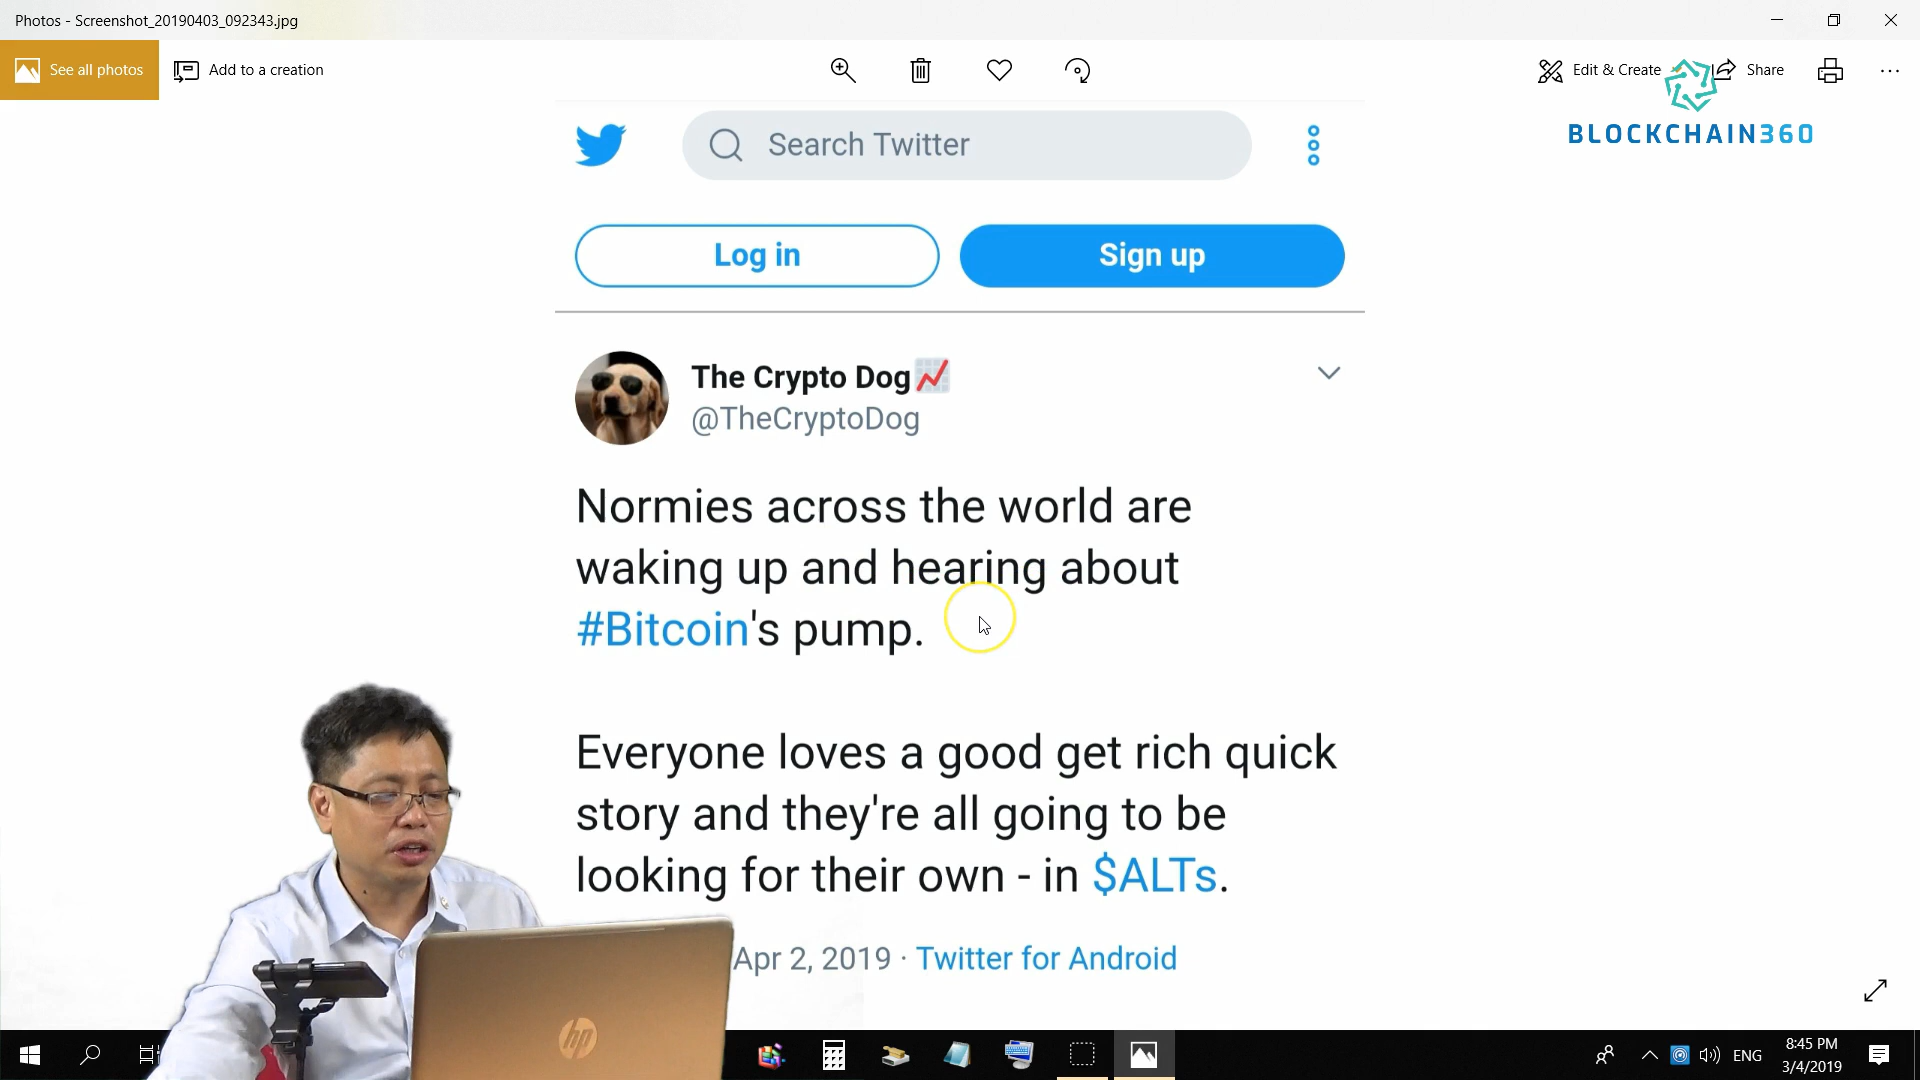 Photos - Screenshot_20190403_092343.jpg
See all photos
Add to a creation
Edit & Create
Share
BLOCKCHAIN360
Search Twitter
Log in
Sign up
The Crypto Dog
@TheCryptoDog
Normies across the world are
waking up and hearing about
#Bitcoin's pump.
Everyone loves a good get rich quick
story and they're all going to be
looking for their own - in $ALTs.
Apr 2, 2019 · Twitter for Android
hp
ENG
8:45 PM
3/4/2019